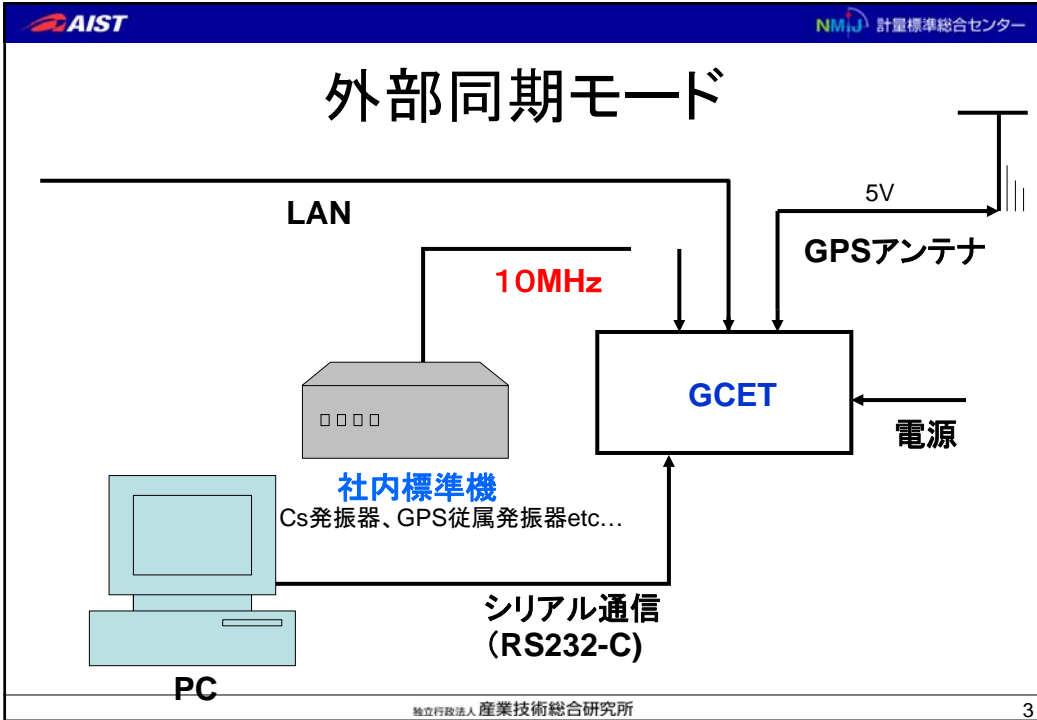 AIST
NMIJ 計量標準総合センター
外部同期モード
LAN
5V
GPSアンテナ
１０MHz
GCET
電源
社内標準機
Cs発振器、GPS従属発振器etc…
シリアル通信
（RS232-C)
PC
独立行政法人 産業技術総合研究所
3